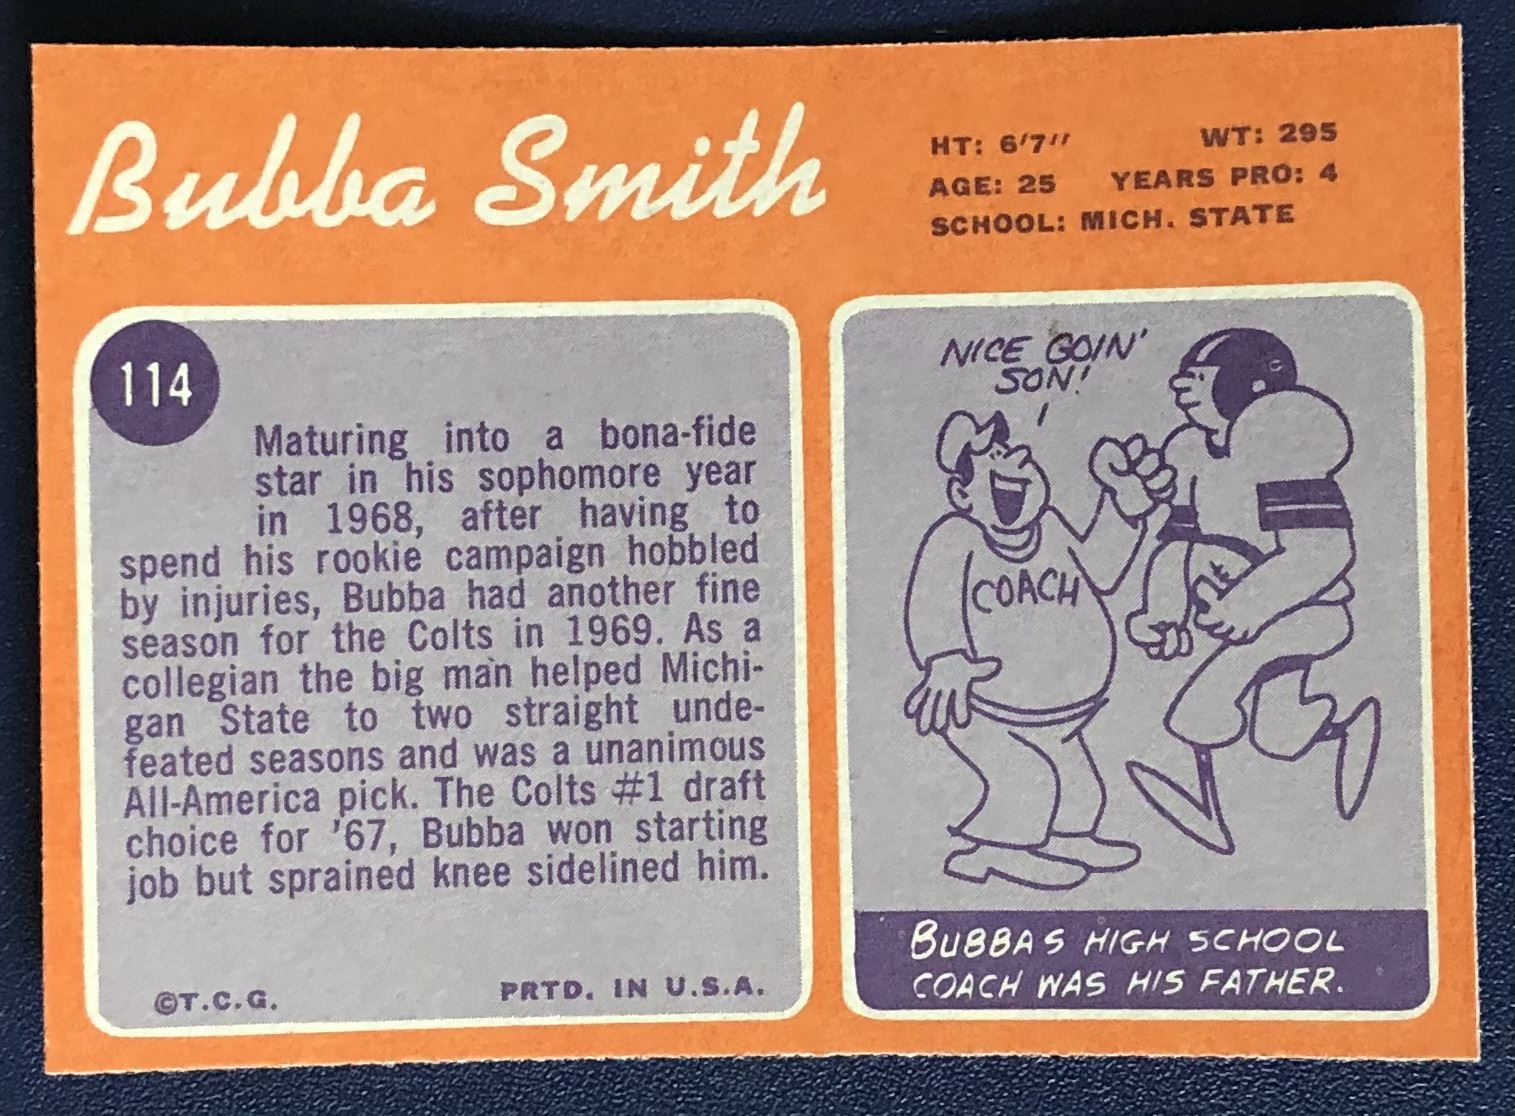 Bubba Smith
HT: 6'7" WT: 295
AGE: 25 YEARS PRO: 4
SCHOOL: MICH. STATE
114
Maturing into a bona-fide
star in his sophomore year
in 1968, after having to
spend his rookie campaign hobbled
by injuries, Bubba had another fine
season for the Colts in 1969. As a
collegian the big man helped Michi-
gan State to two straight unde-
feated seasons and was a unanimous
All-America pick. The Colts #1 draft
choice for '67, Bubba won starting
job but sprained knee sidelined him.
©T.C.G. PRTD. IN U.S.A.
NICE GOIN'
SON!
COACH
BUBBAS HIGH SCHOOL
COACH WAS HIS FATHER.